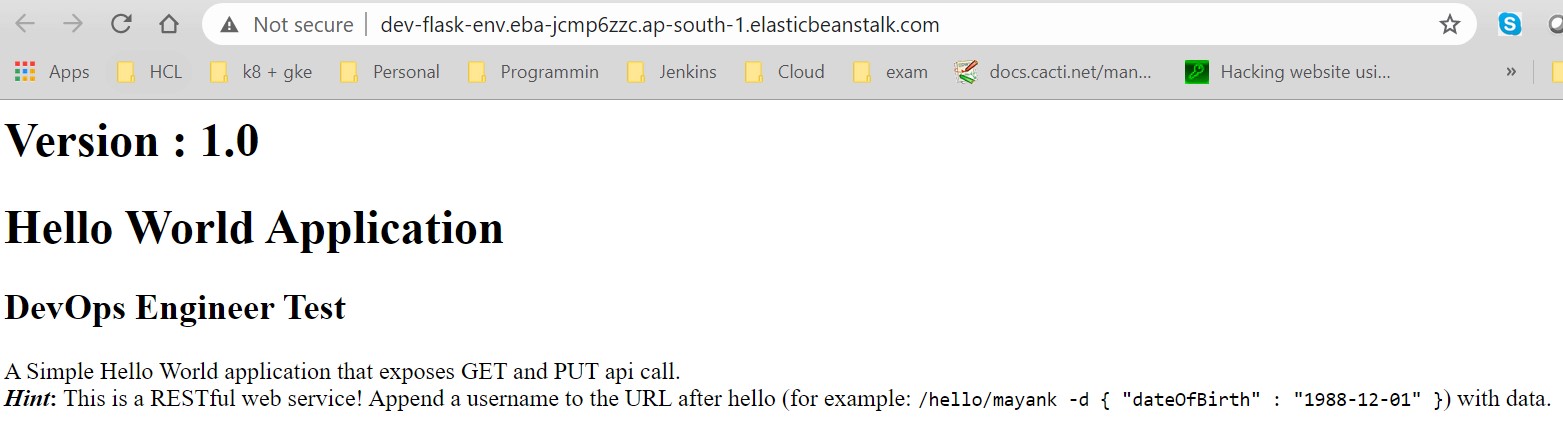 Not secure | dev-flask-env.eba-jcmp6zzc.ap-south-1.elasticbeanstalk.com
Apps HCL k8 + gke Personal Programmin Jenkins Cloud exam docs.cacti.net/man... Hacking website usi... »
Version : 1.0
Hello World Application
DevOps Engineer Test
A Simple Hello World application that exposes GET and PUT api call.
Hint: This is a RESTful web service! Append a username to the URL after hello (for example: /hello/mayank -d { "dateOfBirth" : "1988-12-01" }) with data.